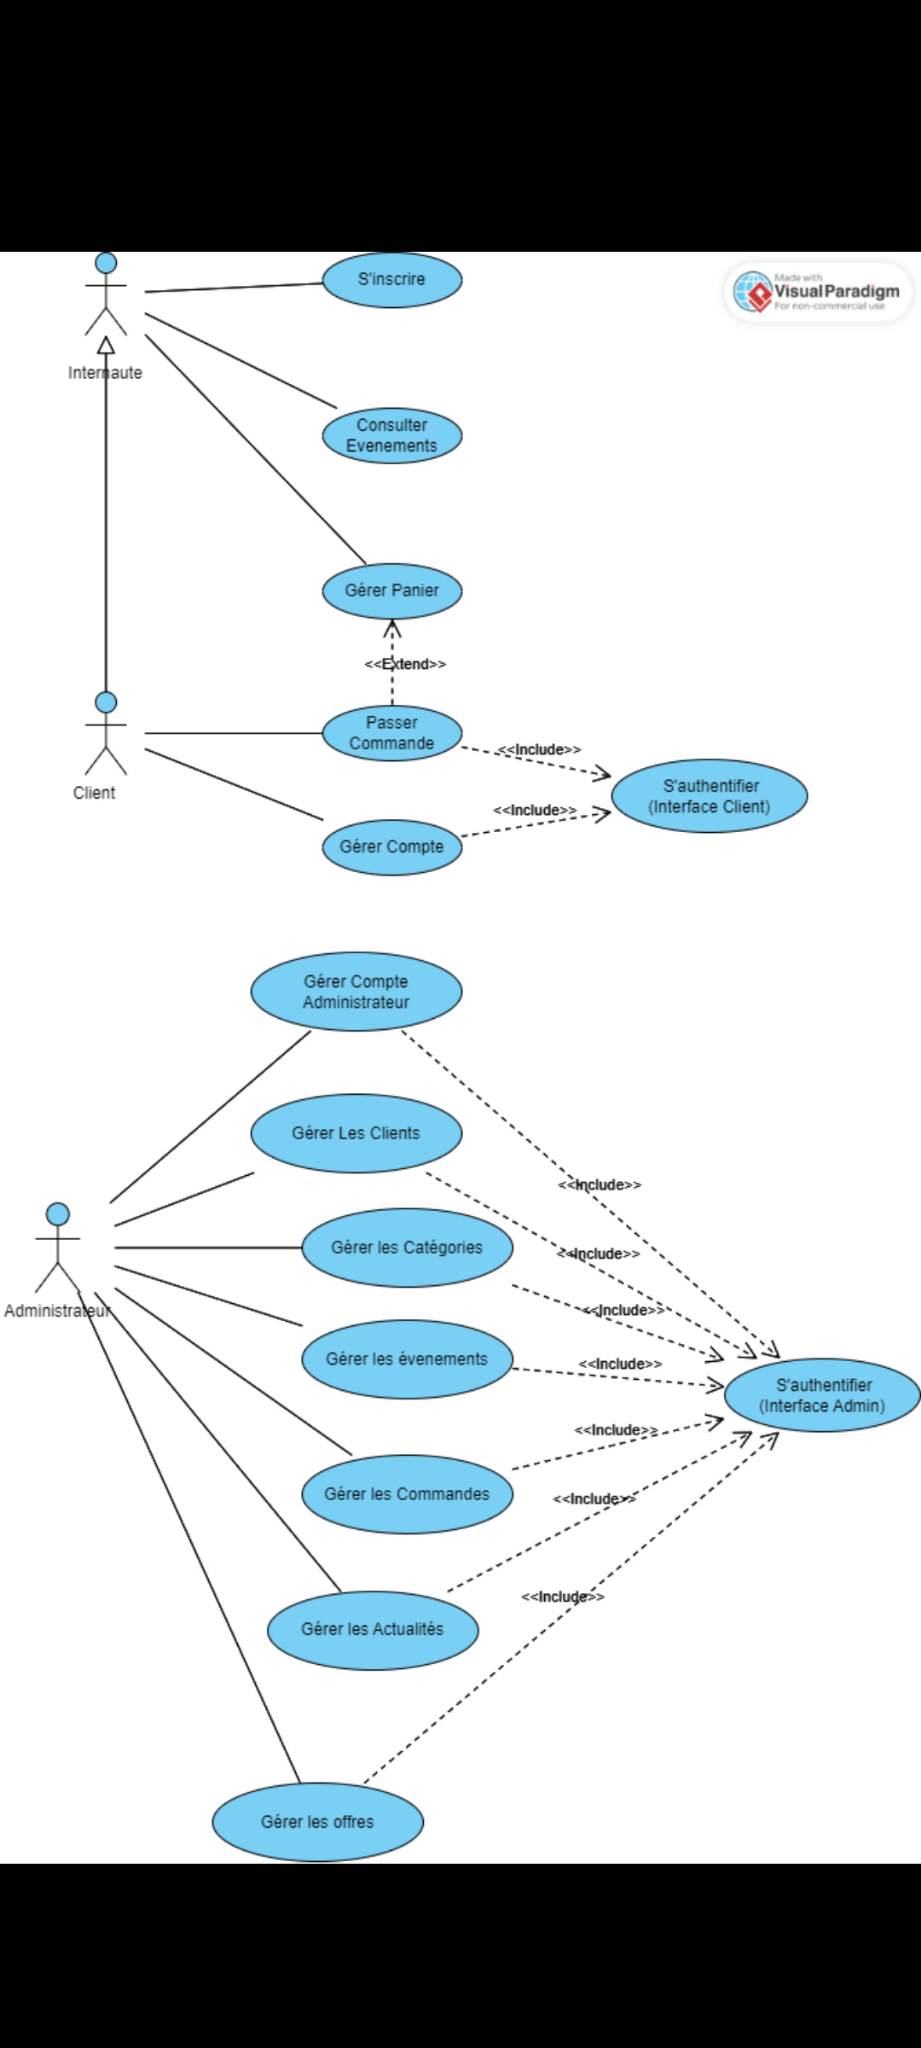 S'inscrire
Made with
Visual Paradigm
For non-commercial use
Internaute
Consulter
Evenements
Gérer Panier
<<Extend>>
Passer
Commande
<<Include>>
S'authentifier
(Interface Client)
Client
<<Include>>
Gérer Compte
Gérer Compte
Administrateur
Gérer Les Clients
<<Include>>
Gérer les Catégories
<<Include>>
Administrateur
<<Include>>
Gérer les évenements
<<Include>>
S'authentifier
(Interface Admin)
<<Include>>
Gérer les Commandes
<<Include>>
<<Include>>
Gérer les Actualités
Gérer les offres